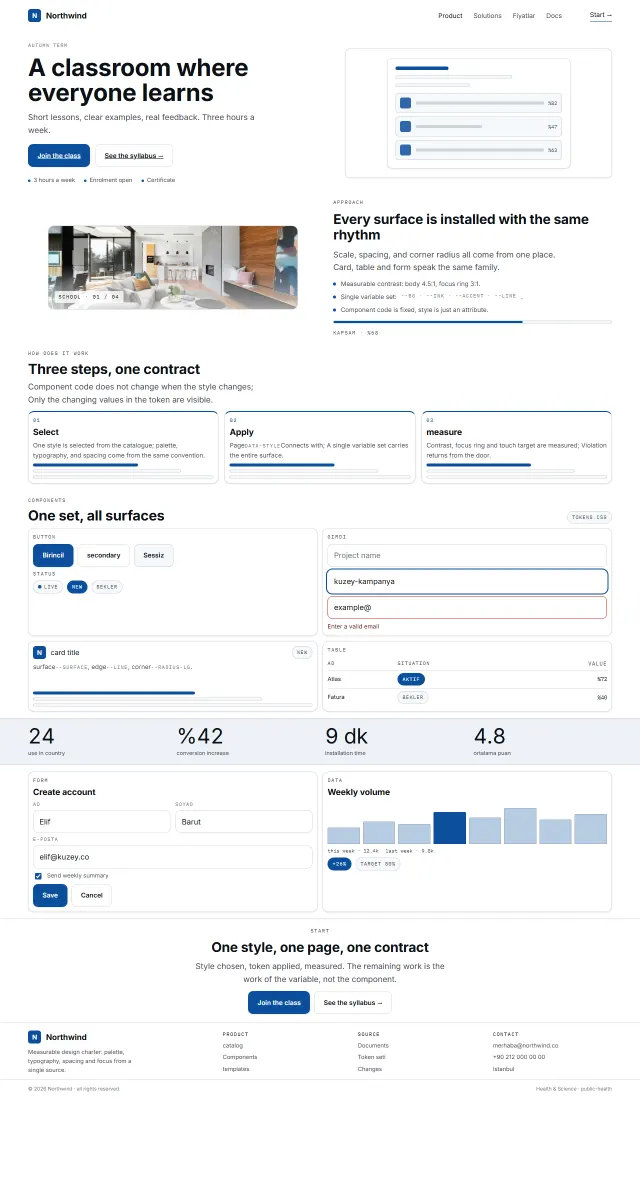 N Northwind
Product Solutions Fiyatlar Docs Start →
AUTUMN TERM
A classroom where
everyone learns
Short lessons, clear examples, real feedback. Three hours a
week.
Join the class
See the syllabus →
3 hours a week Enrolment open Certificate
%82
%47
%63
SCHOOL · 01 / 04
APPROACH
Every surface is installed with the same
rhythm
Scale, spacing, and corner radius all come from one place.
Card, table and form speak the same family.
Measurable contrast: body 4.5:1, focus ring 3:1.
Single variable set: --BG · --INK · --ACCENT · --LINE .
Component code is fixed, style is just an attribute.
KAPSAM · %68
HOW DOES IT WORK
Three steps, one contract
Component code does not change when the style changes;
Only the changing values in the token are visible.
01
Select
One style is selected from the catalogue; palette,
typography, and spacing come from the same convention.
02
Apply
PageDATA-STYLEConnects with; A single variable set carries
the entire surface.
03
measure
Contrast, focus ring and touch target are measured; Violation
returns from the door.
COMPONENTS
One set, all surfaces
TOKENS.CSS
BUTTON
Birincil secondary Sessiz
STATUS
LIVE NEW BEKLER
GIRDI
Project name
kuzey-kampanya
example@
Enter a valid email
N card title NEW
surface--SURFACE, edge--LINE, corner--RADIUS-LG.
TABLE
AD SITUATION VALUE
Atlas AKTIF %72
Fatura BEKLER %40
24
use in country
%42
conversion increase
9 dk
installation time
4.8
ortalama puan
FORM
Create account
AD SOYAD
Elif Barut
E-POSTA
elif@kuzey.co
Send weekly summary
Save Cancel
DATA
Weekly volume
this week · 12.4k last week · 9.8k
+26% TARGET 80%
START
One style, one page, one contract
Style chosen, token applied, measured. The remaining work is the
work of the variable, not the component.
Join the class
See the syllabus →
N Northwind
Measurable design charter: palette,
typography, spacing and focus from a
single source.
PRODUCT
catalog
Components
templates
SOURCE
Documents
Token seti
Changes
CONTACT
merhaba@northwind.co
+90 212 000 00 00
istanbul
© 2026 Northwind · all rights reserved
Health & Science · public-health